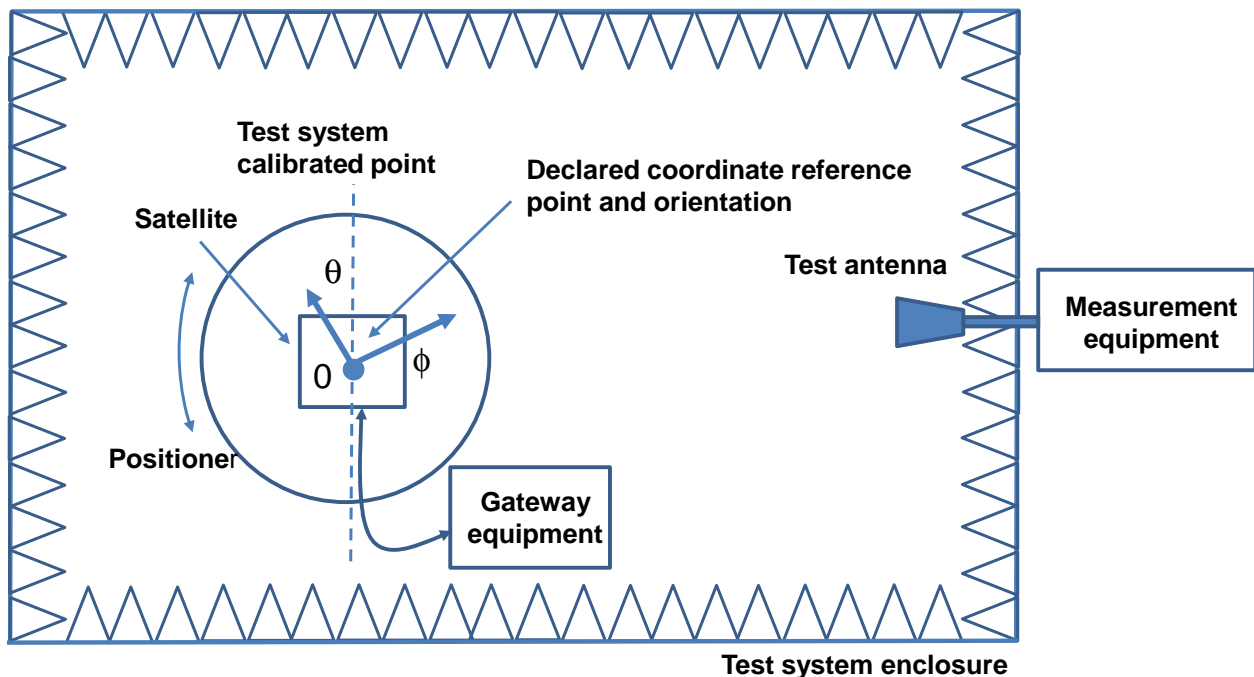 Test system
calibrated point
Declared coordinate reference
point and orientation
Satellite
θ
Test antenna
Measurement
equipment
0
ϕ
Positioner
Gateway
equipment
Test system enclosure